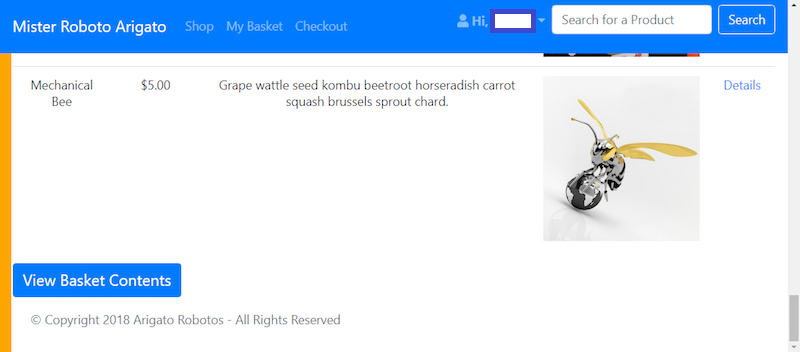 Mister Roboto Arigato
Shop
My Basket
Checkout
Hi,
Search for a Product
Search
Mechanical
Bee
$5.00
Grape wattle seed kombu beetroot horseradish carrot
squash brussels sprout chard.
Details
View Basket Contents
© Copyright 2018 Arigato Robotos - All Rights Reserved